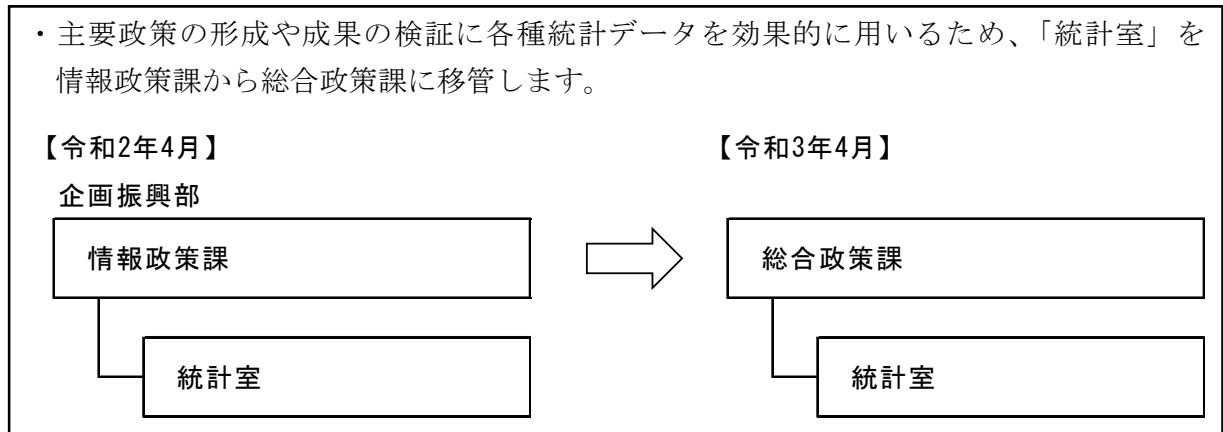 ・主要政策の形成や成果の検証に各種統計データを効果的に用いるため、「統計室」を
情報政策課から総合政策課に移管します。
【令和2年4月】
【令和3年4月】
企画振興部
情報政策課
総合政策課
統計室
統計室